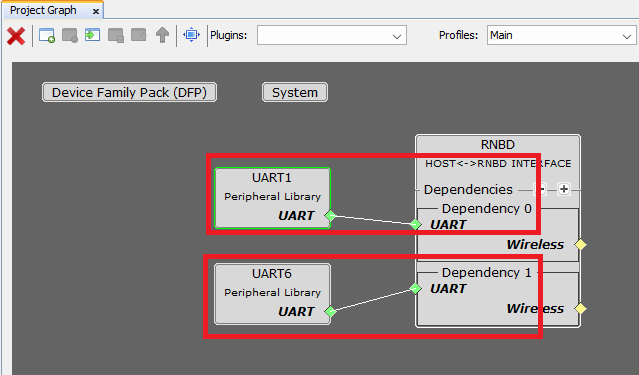 Project Graph
Plugins:
Profiles: Main
Device Family Pack (DFP)
System
RNBD
HOST<->RNBD INTERFACE
Dependencies
UART1
Peripheral Library
UART
Dependency 0
UART
Wireless
UART6
Peripheral Library
UART
Dependency 1
UART
Wireless